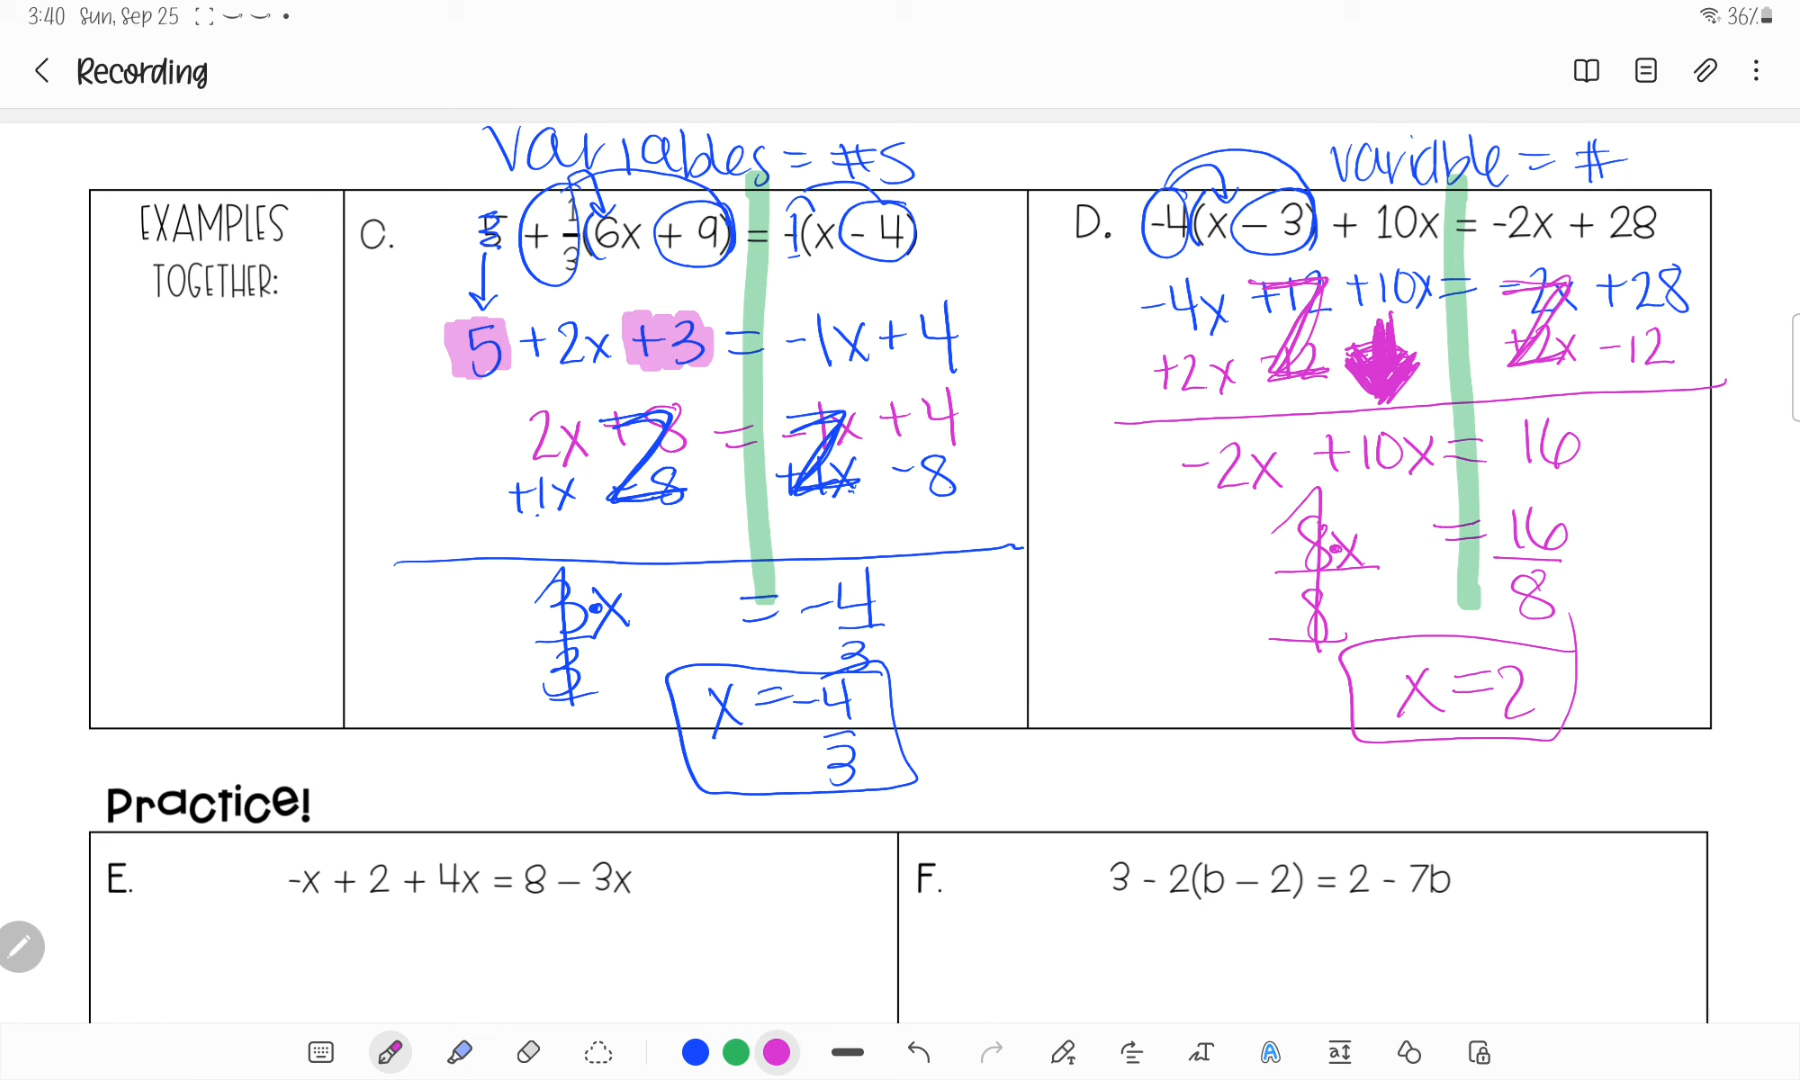 3:40 Sun, Sep 25
36%
Recording
variables = #s
variable = #
EXAMPLES
TOGETHER:
C. 5 + 1/3(6x + 9) = -1(x - 4)
5 + 2x + 3 = -1x + 4
2x + 8 = -1x + 4
+1x -8 +1x -8
3·x = -4
3 3
x = -4
3
D. -4(x - 3) + 10x = -2x + 28
-4x +12 +10x = -2x +28
+2x -12 +2x -12
-2x +10x = 16
8·x = 16
8 8
x = 2
Practice!
E. -x + 2 + 4x = 8 - 3x
F. 3 - 2(b - 2) = 2 - 7b